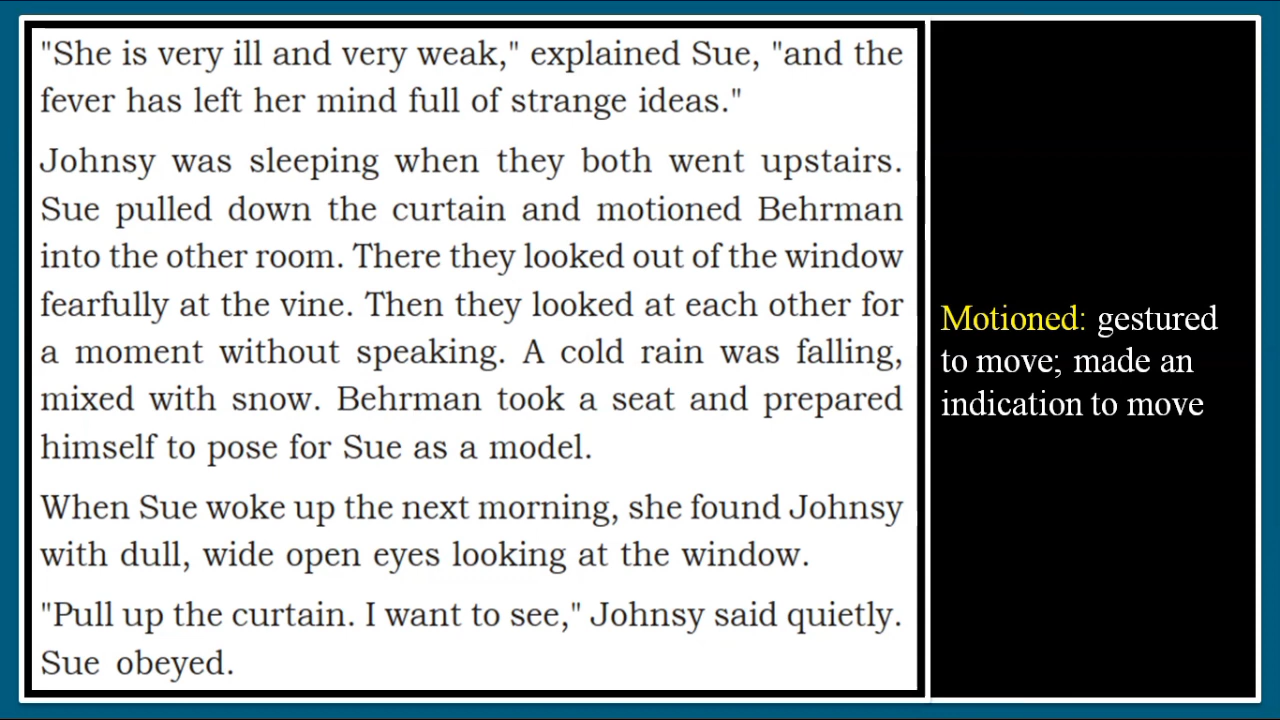 "She is very ill and very weak," explained Sue, "and the
fever has left her mind full of strange ideas."
Johnsy was sleeping when they both went upstairs.
Sue pulled down the curtain and motioned Behrman
into the other room. There they looked out of the window
fearfully at the vine. Then they looked at each other for
a moment without speaking. A cold rain was falling,
mixed with snow. Behrman took a seat and prepared
himself to pose for Sue as a model.
When Sue woke up the next morning, she found Johnsy
with dull, wide open eyes looking at the window.
"Pull up the curtain. I want to see," Johnsy said quietly.
Sue obeyed.
Motioned: gestured
to move; made an
indication to move